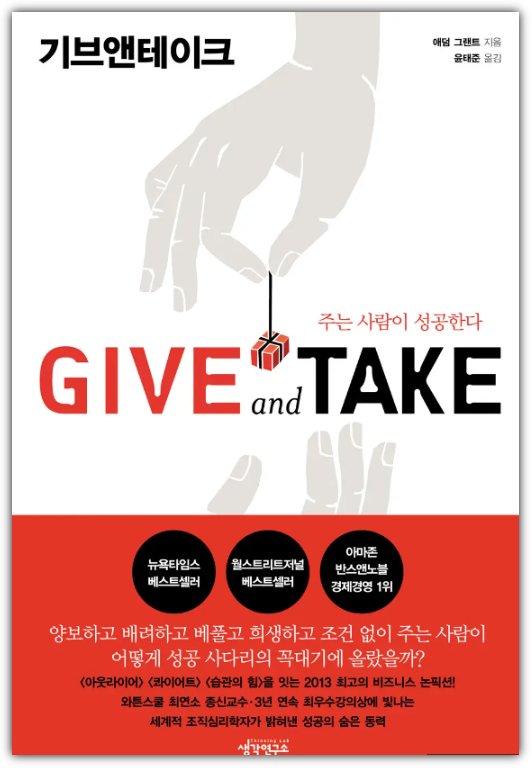 기브앤테이크
애덤 그랜트 지음
윤태준 옮김
주는 사람이 성공한다
GIVE and TAKE
뉴욕타임스
베스트셀러
월스트리트저널
베스트셀러
아마존
반스앤노블
경제경영 1위
양보하고 배려하고 베풀고 희생하고 조건 없이 주는 사람이
어떻게 성공 사다리의 꼭대기에 올랐을까?
〈아웃라이어〉 〈콰이어트〉 〈습관의 힘〉을 잇는 2013 최고의 비즈니스 논픽션!
와튼스쿨 최연소 종신교수·3년 연속 최우수강의상에 빛나는
세계적 조직심리학자가 밝혀낸 성공의 숨은 동력
Thinking Lab
생각연구소